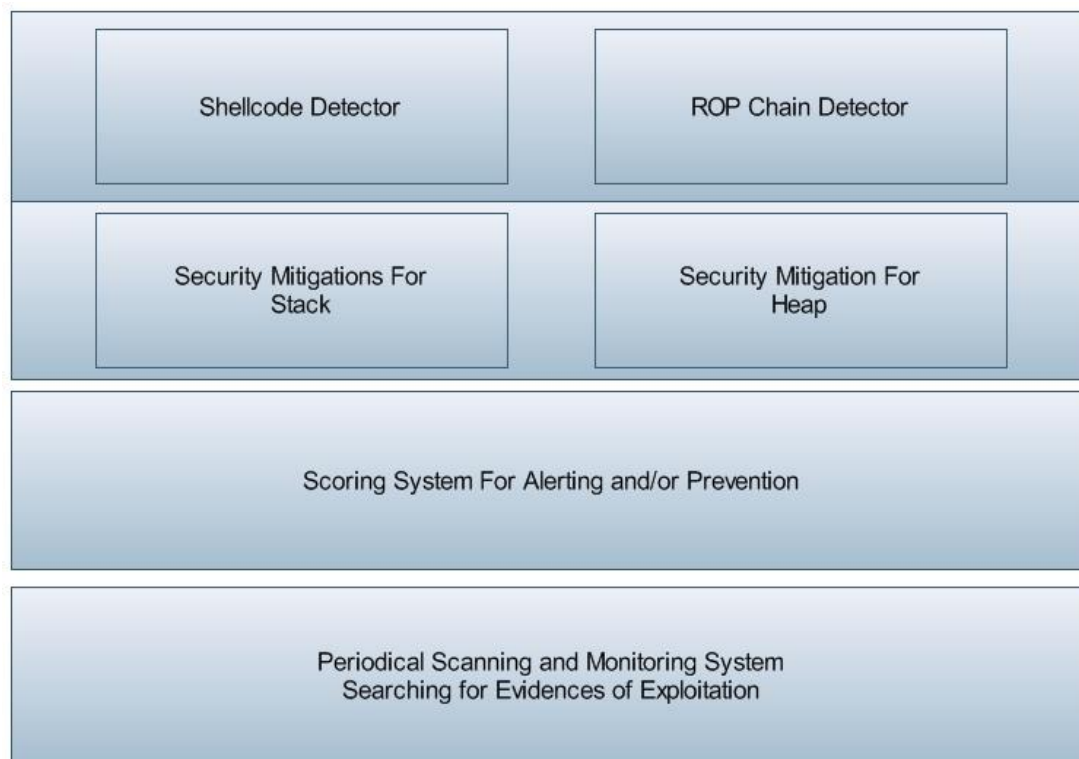 Shellcode Detector
ROP Chain Detector
Security Mitigations For
Stack
Security Mitigation For
Heap
Scoring System For Alerting and/or Prevention
Periodical Scanning and Monitoring System
Searching for Evidences of Exploitation